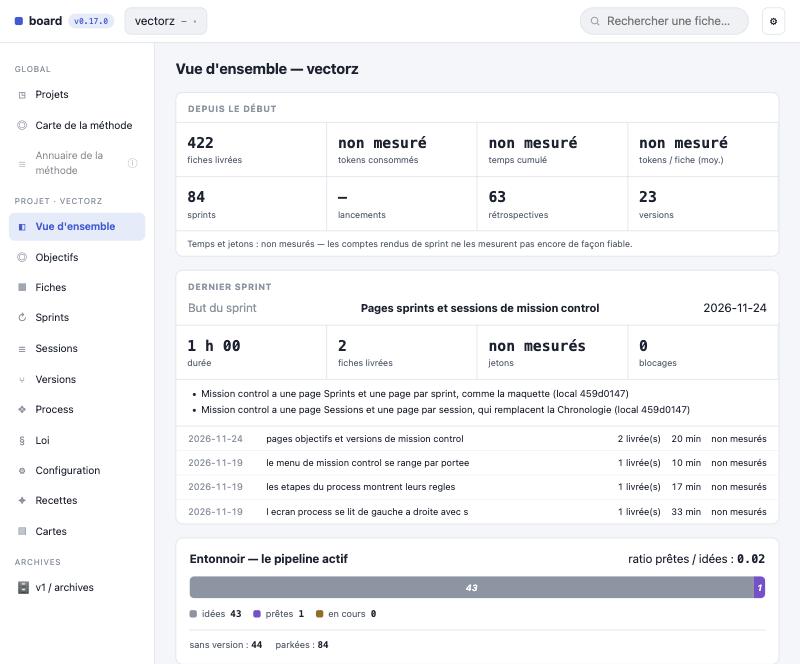 board v0.17.0 vectorz – · Rechercher une fiche…
GLOBAL
Projets
Carte de la méthode
Annuaire de la
méthode
PROJET · VECTORZ
Vue d'ensemble
Objectifs
Fiches
Sprints
Sessions
Versions
Process
§ Loi
Configuration
Recettes
Cartes
ARCHIVES
v1 / archives
Vue d'ensemble — vectorz
DEPUIS LE DÉBUT
422 non mesuré non mesuré non mesuré
fiches livrées tokens consommés temps cumulé tokens / fiche (moy.)
84 — 63 23
sprints lancements rétrospectives versions
Temps et jetons : non mesurés — les comptes rendus de sprint ne les mesurent pas encore de façon fiable.
DERNIER SPRINT
But du sprint Pages sprints et sessions de mission control 2026-11-24
1 h 00 2 non mesurés 0
durée fiches livrées jetons blocages
• Mission control a une page Sprints et une page par sprint, comme la maquette (local 459d0147)
• Mission control a une page Sessions et une page par session, qui remplacent la Chronologie (local 459d0147)
2026-11-24 pages objectifs et versions de mission control 2 livrée(s) 20 min non mesurés
2026-11-19 le menu de mission control se range par portee 1 livrée(s) 10 min non mesurés
2026-11-19 les etapes du process montrent leurs regles 1 livrée(s) 17 min non mesurés
2026-11-19 l ecran process se lit de gauche a droite avec s 1 livrée(s) 33 min non mesurés
Entonnoir — le pipeline actif ratio prêtes / idées : 0.02
43 1
idées 43 prêtes 1 en cours 0
sans version : 44 parkées : 84